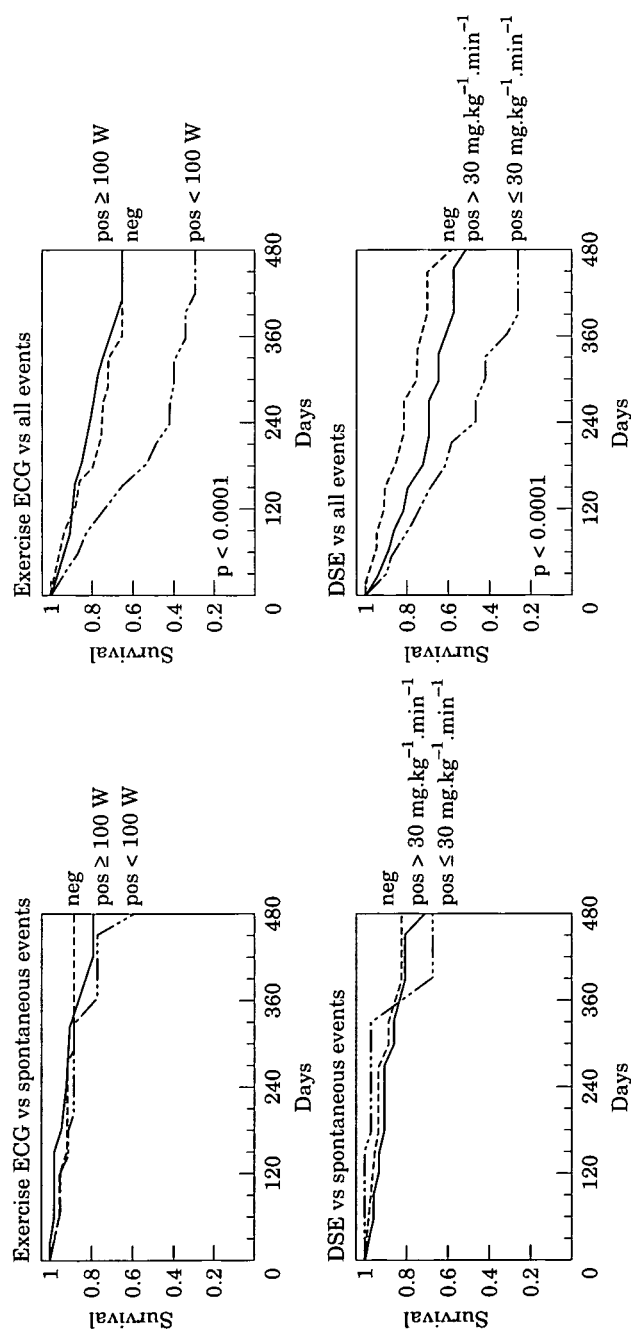 Exercise ECG vs spontaneous events
Survival
1
0.8
0.6
0.4
0.2
0
120
240
360
480
Days
neg
pos ≥ 100 W
pos < 100 W
Exercise ECG vs all events
Survival
1
0.8
0.6
0.4
0.2
p < 0.0001
0
120
240
360
480
Days
pos ≥ 100 W
neg
pos < 100 W
DSE vs spontaneous events
Survival
1
0.8
0.6
0.4
0.2
0
120
240
360
480
Days
neg
pos > 30 mg.kg⁻¹.min⁻¹
pos ≤ 30 mg.kg⁻¹.min⁻¹
DSE vs all events
Survival
1
0.8
0.6
0.4
0.2
p < 0.0001
0
120
240
360
480
Days
neg
pos > 30 mg.kg⁻¹.min⁻¹
pos ≤ 30 mg.kg⁻¹.min⁻¹